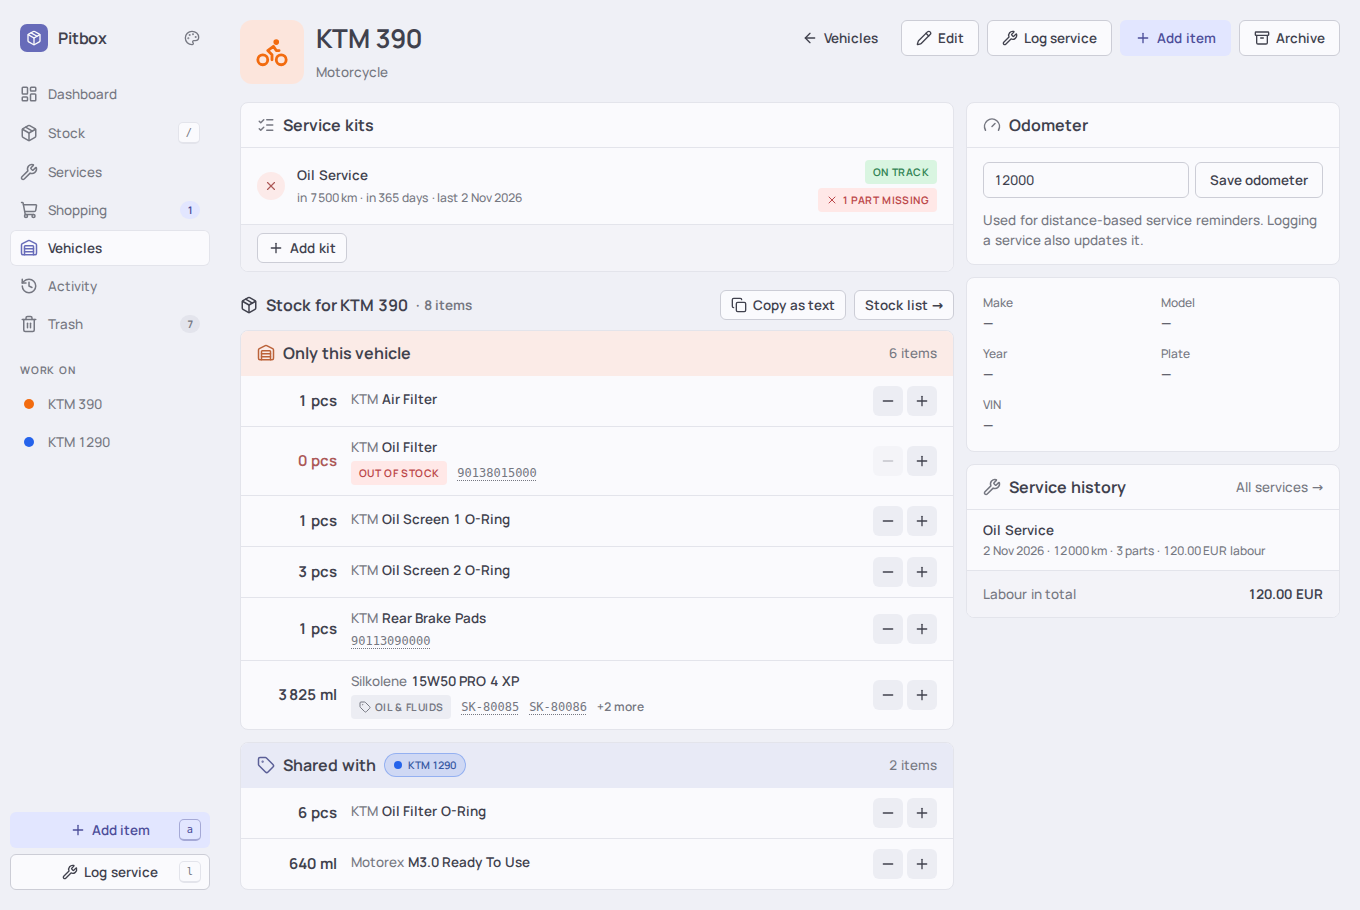 Pitbox
Dashboard
Stock /
Services
Shopping 1
Vehicles
Activity
Trash 7
WORK ON
KTM 390
KTM 1290
Add item a
Log service l
KTM 390
Motorcycle
← Vehicles
Edit
Log service
Add item
Archive
Service kits
Oil Service
in 7 500 km · in 365 days · last 2 Nov 2026
ON TRACK
1 PART MISSING
Add kit
Stock for KTM 390 · 8 items
Copy as text
Stock list →
Only this vehicle 6 items
1 pcs KTM Air Filter
0 pcs KTM Oil Filter
OUT OF STOCK 90138015000
1 pcs KTM Oil Screen 1 O-Ring
3 pcs KTM Oil Screen 2 O-Ring
1 pcs KTM Rear Brake Pads
90113090000
3 825 ml Silkolene 15W50 PRO 4 XP
OIL & FLUIDS SK-80085 SK-80086 +2 more
Shared with KTM 1290 2 items
6 pcs KTM Oil Filter O-Ring
640 ml Motorex M3.0 Ready To Use
Odometer
12000
Save odometer
Used for distance-based service reminders. Logging
a service also updates it.
Make Model
— —
Year Plate
— —
VIN
—
Service history All services →
Oil Service
2 Nov 2026 · 12 000 km · 3 parts · 120.00 EUR labour
Labour in total 120.00 EUR